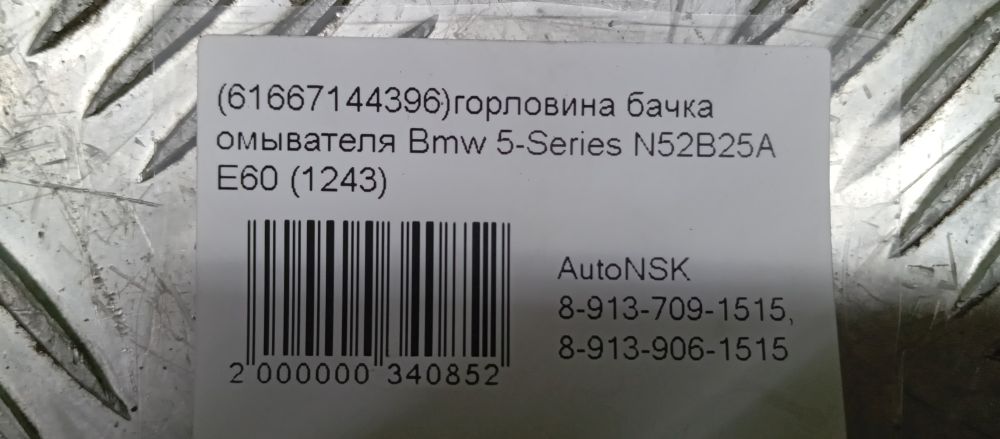 (61667144396)горловина бачка
омывателя Bmw 5-Series N52B25A
E60 (1243)
AutoNSK
8-913-709-1515,
8-913-906-1515
2 000000 340852